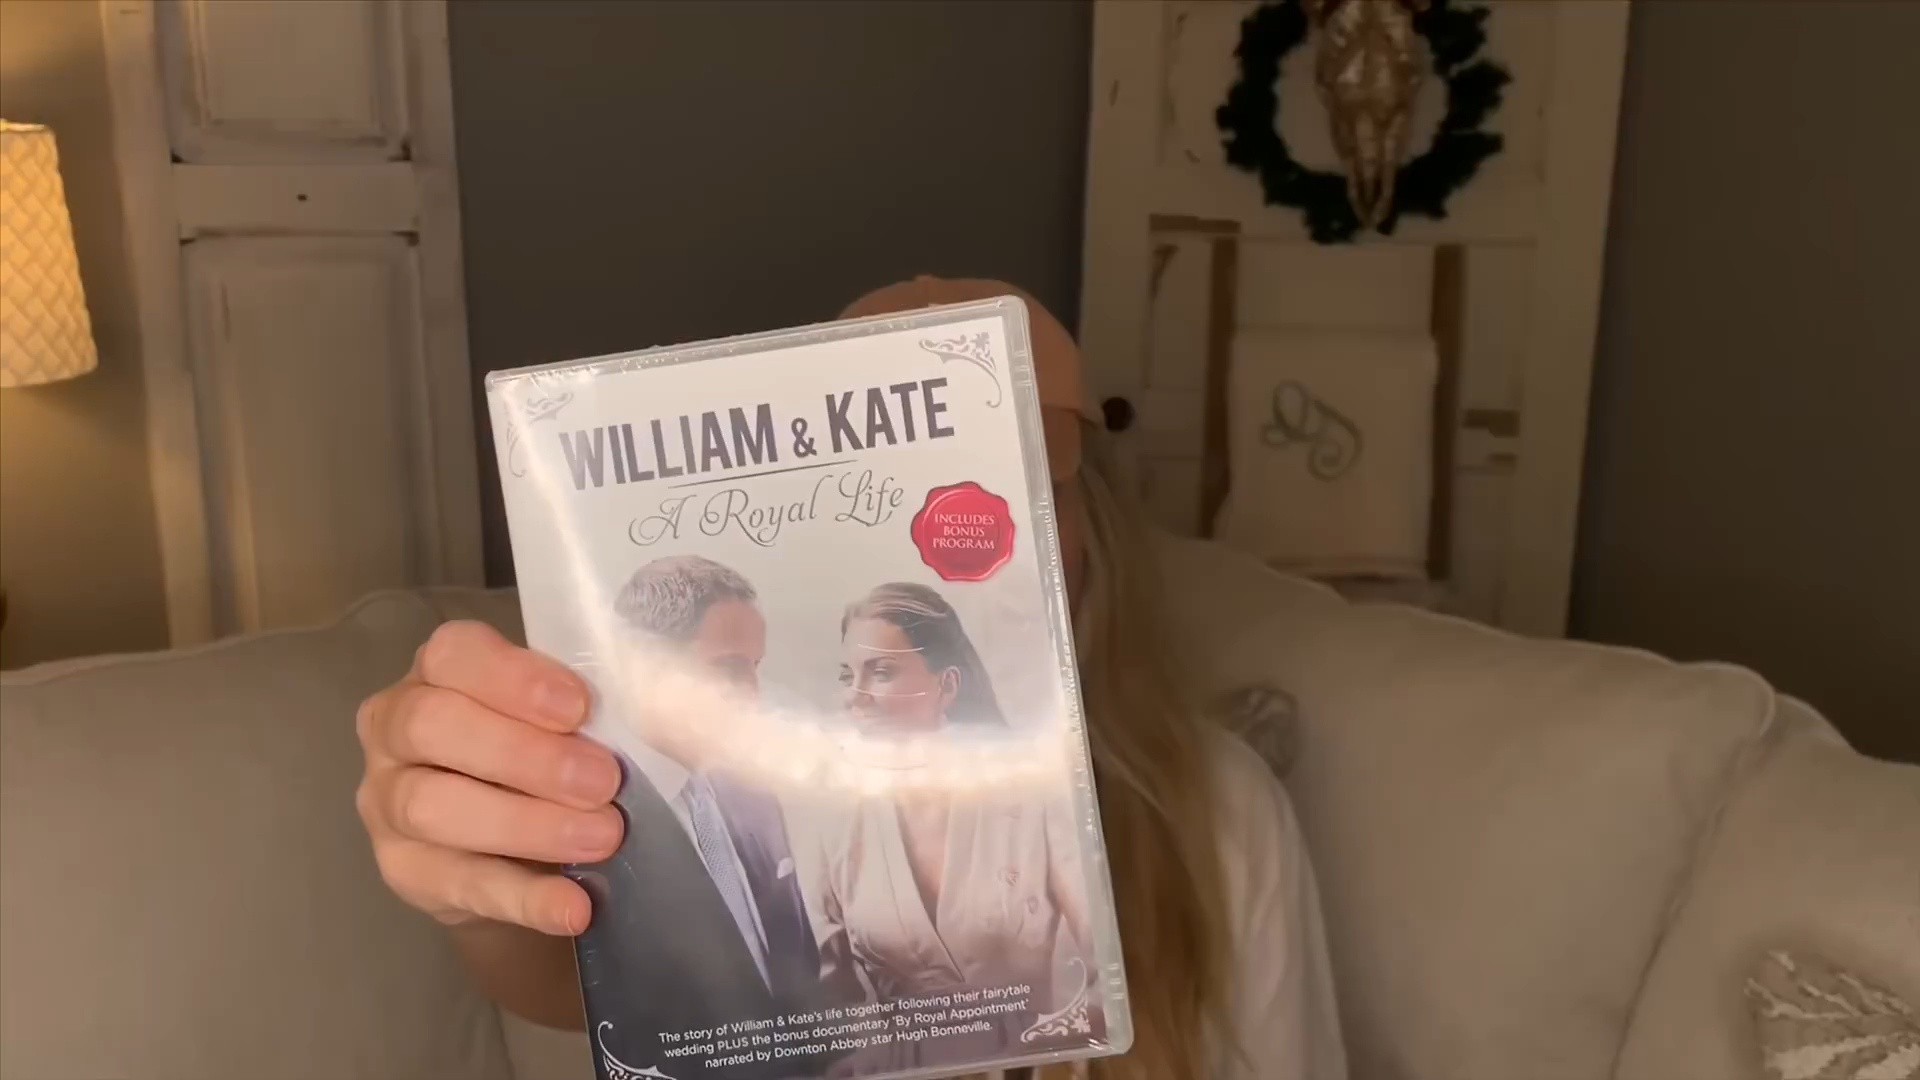 WILLIAM & KATE
A Royal Life
INCLUDES
BONUS
PROGRAM
The story of William & Kate's life together following their fairytale
wedding PLUS the bonus documentary 'By Royal Appointment'
narrated by Downton Abbey star Hugh Bonneville.